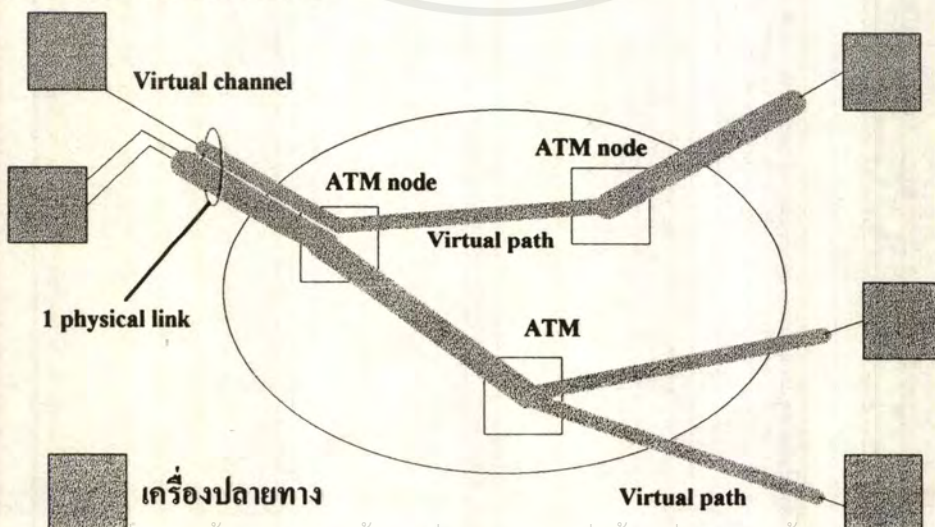 Virtual channel
ATM node
ATM node
Virtual path
1 physical link
ATM
เครื่องปลายทาง
Virtual path